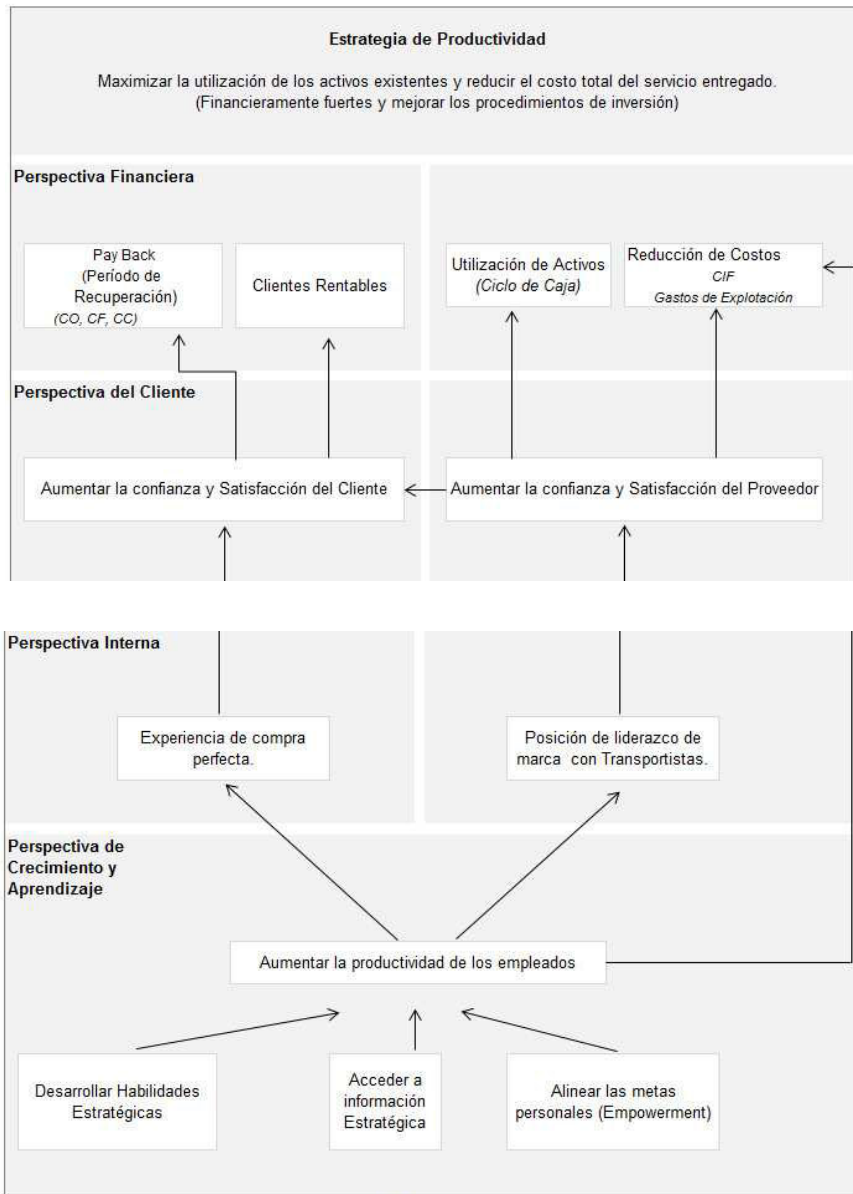 Estrategia de Productividad
Maximizar la utilización de los activos existentes y reducir el costo total del servicio entregado.
(Financieramente fuertes y mejorar los procedimientos de inversión)
Perspectiva Financiera
Pay Back
(Período de
Recuperación)
(CO, CF, CC)
Clientes Rentables
Utilización de Activos
(Ciclo de Caja)
Reducción de Costos
CIF
Gastos de Explotación
Perspectiva del Cliente
Aumentar la confianza y Satisfacción del Cliente
Aumentar la confianza y Satisfacción del Proveedor
Perspectiva Interna
Experiencia de compra
perfecta.
Posición de liderazco de
marca con Transportistas.
Perspectiva de
Crecimiento y
Aprendizaje
Aumentar la productividad de los empleados
Desarrollar Habilidades
Estratégicas
Acceder a
información
Estratégica
Alinear las metas
personales (Empowerment)